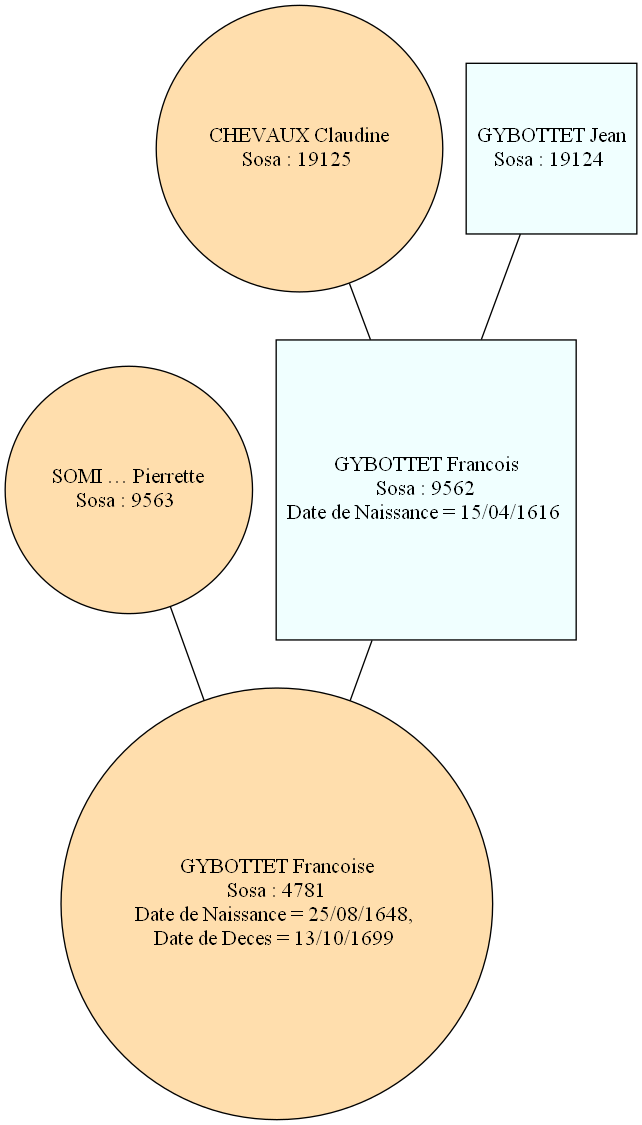 CHEVAUX Claudine
Sosa : 19125
GYBOTTET Jean
Sosa : 19124
GYBOTTET Francois
Sosa : 9562
Date de Naissance = 15/04/1616
SOMI … Pierrette
Sosa : 9563
GYBOTTET Francoise
Sosa : 4781
Date de Naissance = 25/08/1648,
Date de Deces = 13/10/1699